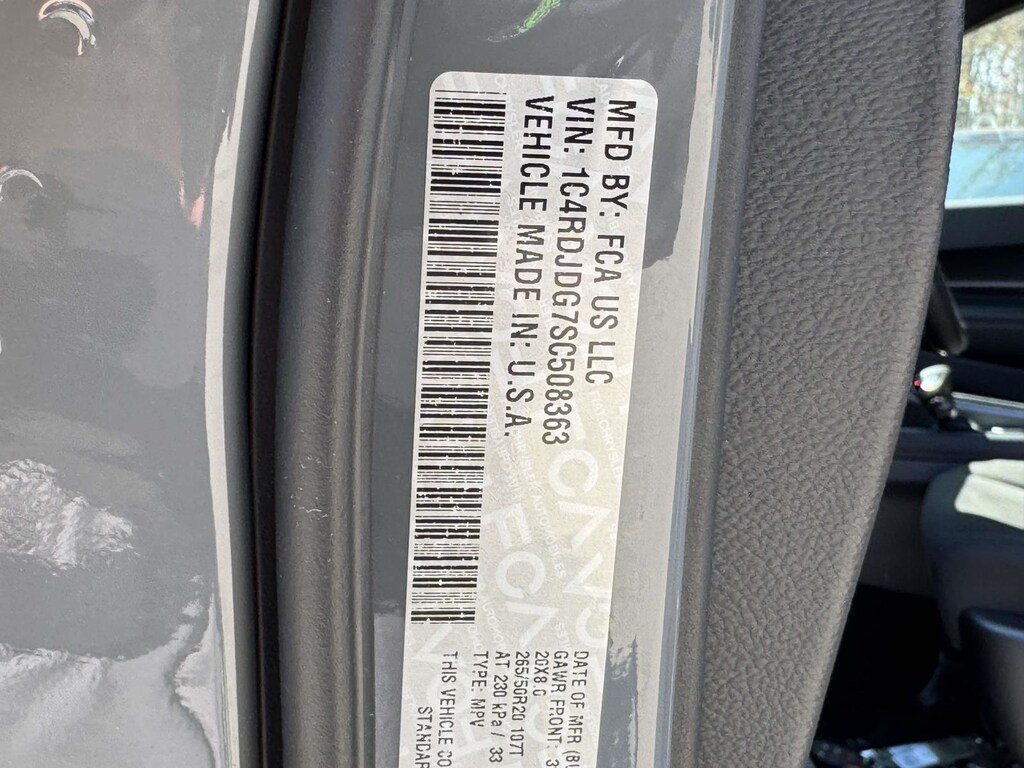 MFD BY: FCA US LLC
VIN: 1C4RDJDG7SC508363
VEHICLE MADE IN: U.S.A.
DATE OF MFR
GAWR FRONT:
20X8.0
265/50R20 107T
AT 230 kPa / 33
TYPE: MPV
THIS VEHICLE
FCA